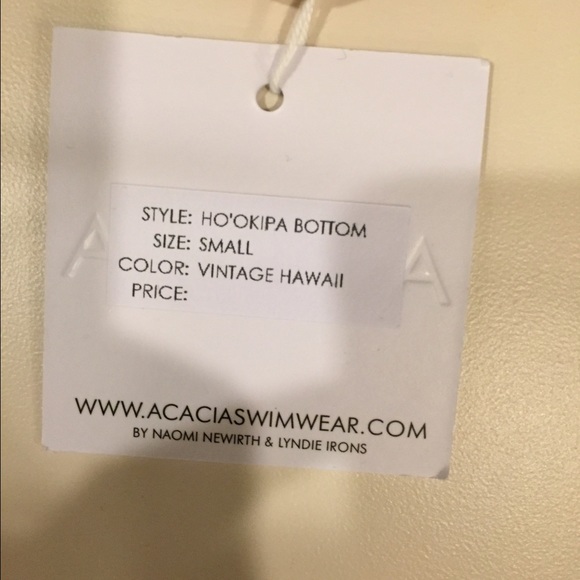 STYLE: HO'OKIPA BOTTOM
SIZE: SMALL
COLOR: VINTAGE HAWAII
PRICE:
WWW.ACACIASWIMWEAR.COM
BY NAOMI NEWIRTH & LYNDIE IRONS